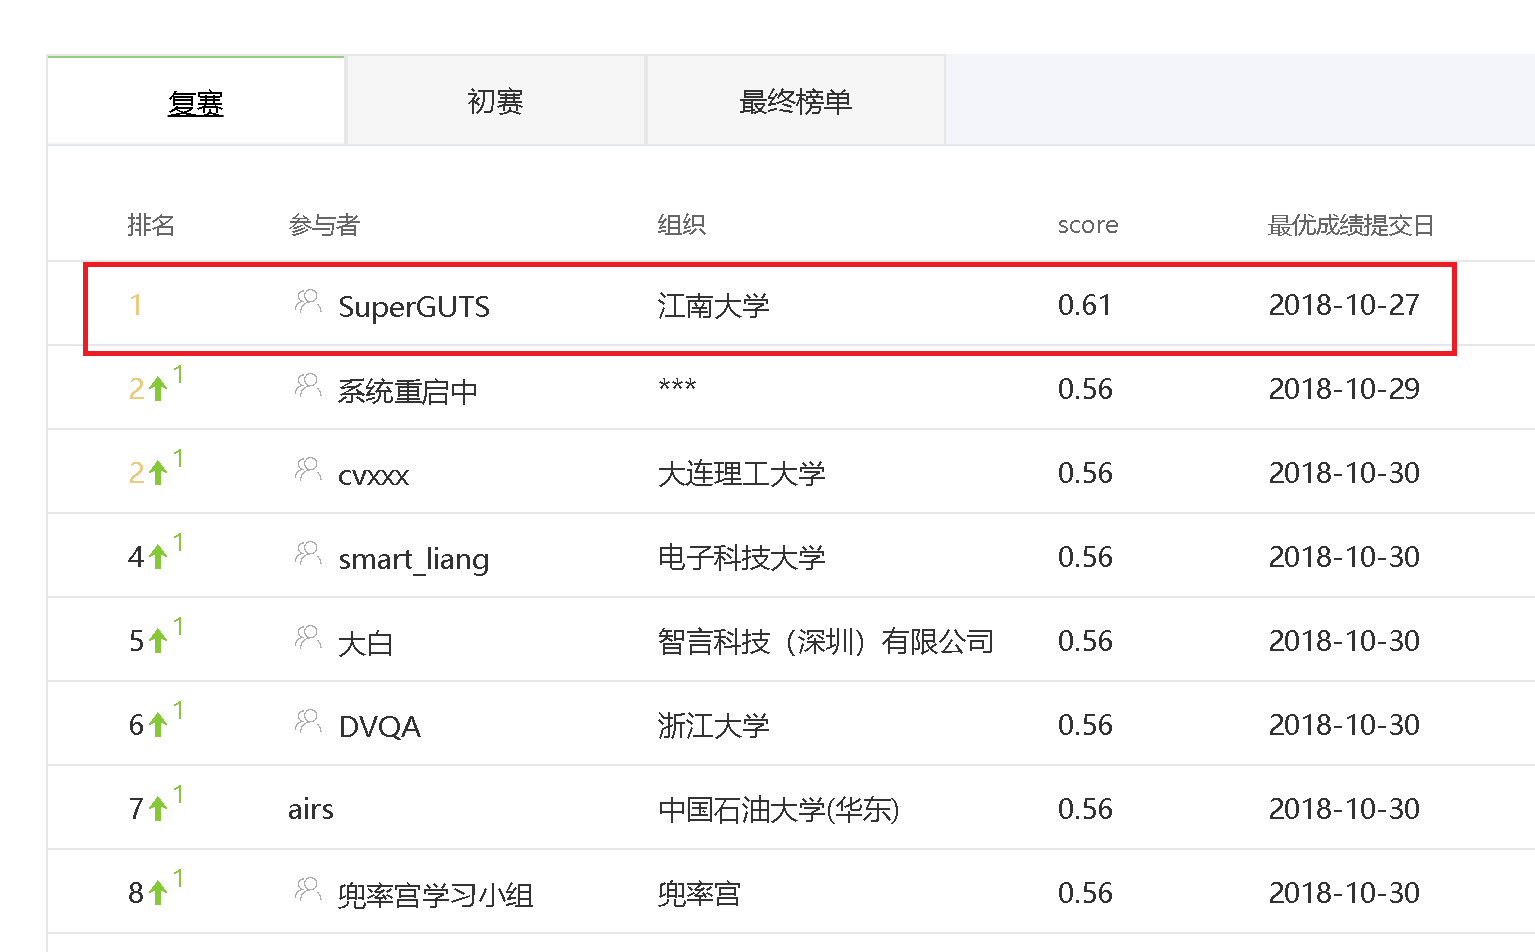 复赛 初赛 最终榜单
排名 参与者 组织 score 最优成绩提交日
1 SuperGUTS 江南大学 0.61 2018-10-27
2 1 系统重启中 *** 0.56 2018-10-29
2 1 cvxxx 大连理工大学 0.56 2018-10-30
4 1 smart_liang 电子科技大学 0.56 2018-10-30
5 1 大白 智言科技（深圳）有限公司 0.56 2018-10-30
6 1 DVQA 浙江大学 0.56 2018-10-30
7 1 airs 中国石油大学(华东) 0.56 2018-10-30
8 1 兜率宫学习小组 兜率宫 0.56 2018-10-30